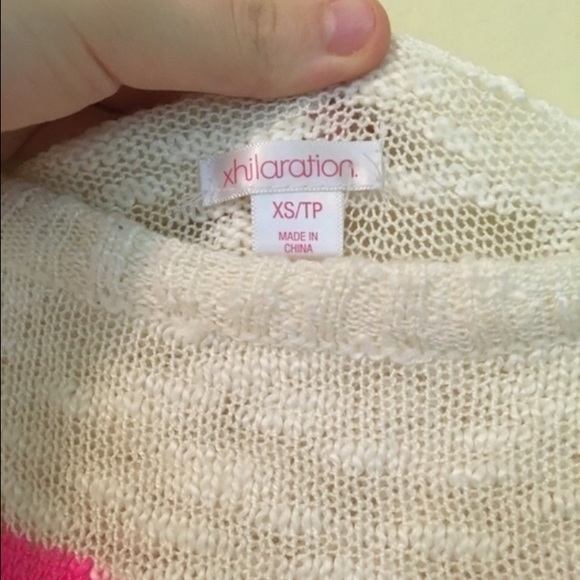 xhilaration.
XS/TP
MADE IN
CHINA